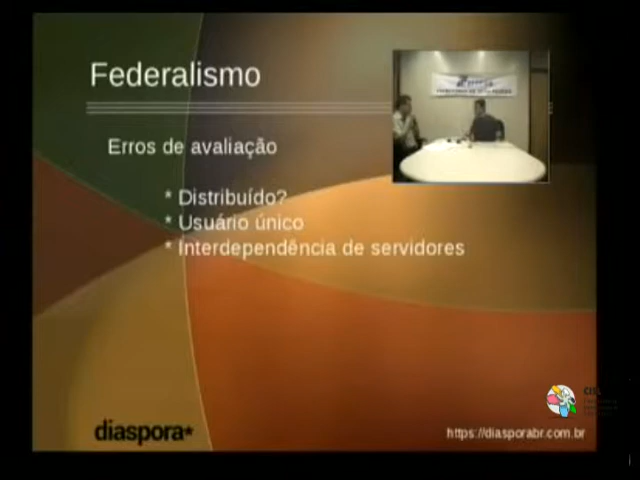 Federalismo
Erros de avaliação
* Distribuído?
* Usuário único
* Interdependência de servidores
diaspora*
https://diasporabr.com.br